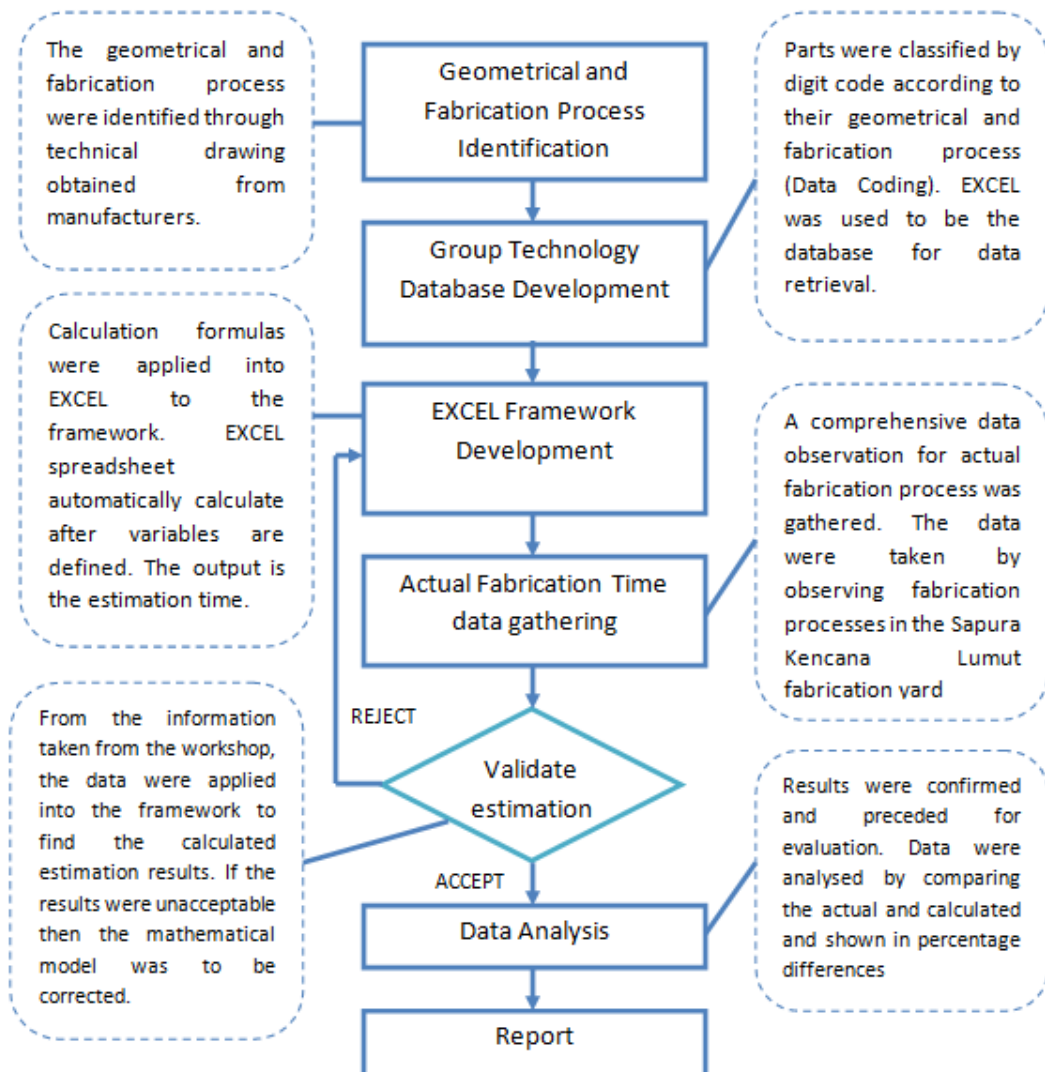 The geometrical and
fabrication process
were identified through
technical drawing
obtained from
manufacturers.
Geometrical and
Fabrication Process
Identification
Parts were classified by
digit code according to
their geometrical and
fabrication process
(Data Coding). EXCEL
was used to be the
database for data
retrieval.
Group Technology
Database Development
Calculation formulas
were applied into
EXCEL to the
framework. EXCEL
spreadsheet
automatically calculate
after variables are
defined. The output is
the estimation time.
EXCEL Framework
Development
A comprehensive data
observation for actual
fabrication process was
gathered. The data
were taken by
observing fabrication
processes in the Sapura
Kencana Lumut
fabrication yard
Actual Fabrication Time
data gathering
From the information
taken from the workshop,
the data were applied
into the framework to
find the calculated
estimation results. If the
results were unacceptable
then the mathematical
model was to be
corrected.
REJECT
Validate
estimation
ACCEPT
Results were confirmed
and preceded for
evaluation. Data were
analysed by comparing
the actual and calculated
and shown in percentage
differences
Data Analysis
Report